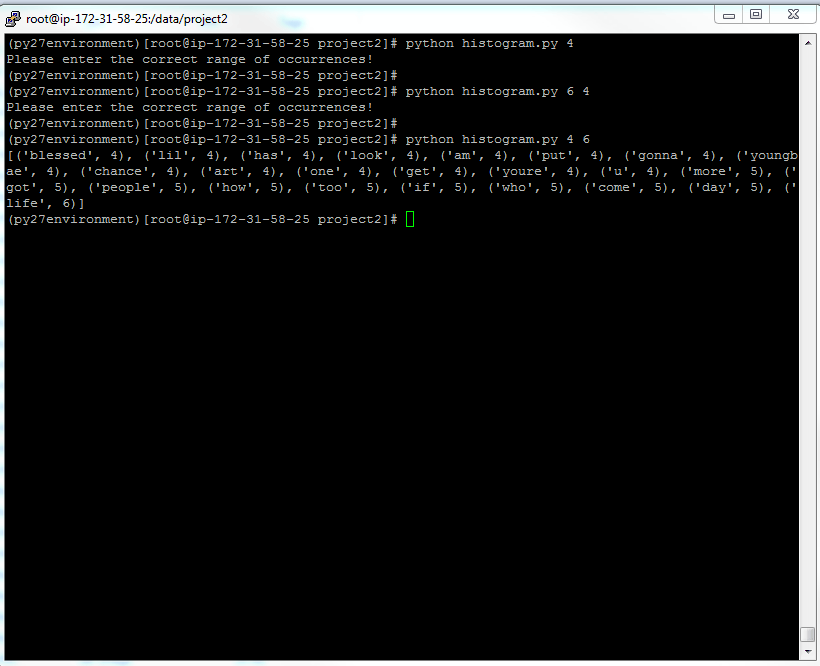 root@ip-172-31-58-25:/data/project2
(py27environment)[root@ip-172-31-58-25 project2]# python histogram.py 4
Please enter the correct range of occurrences!
(py27environment)[root@ip-172-31-58-25 project2]#
(py27environment)[root@ip-172-31-58-25 project2]# python histogram.py 6 4
Please enter the correct range of occurrences!
(py27environment)[root@ip-172-31-58-25 project2]#
(py27environment)[root@ip-172-31-58-25 project2]# python histogram.py 4 6
[('blessed', 4), ('lil', 4), ('has', 4), ('look', 4), ('am', 4), ('put', 4), ('gonna', 4), ('youngb
ae', 4), ('chance', 4), ('art', 4), ('one', 4), ('get', 4), ('youre', 4), ('u', 4), ('more', 5), ('
got', 5), ('people', 5), ('how', 5), ('too', 5), ('if', 5), ('who', 5), ('come', 5), ('day', 5), ('
life', 6)]
(py27environment)[root@ip-172-31-58-25 project2]#